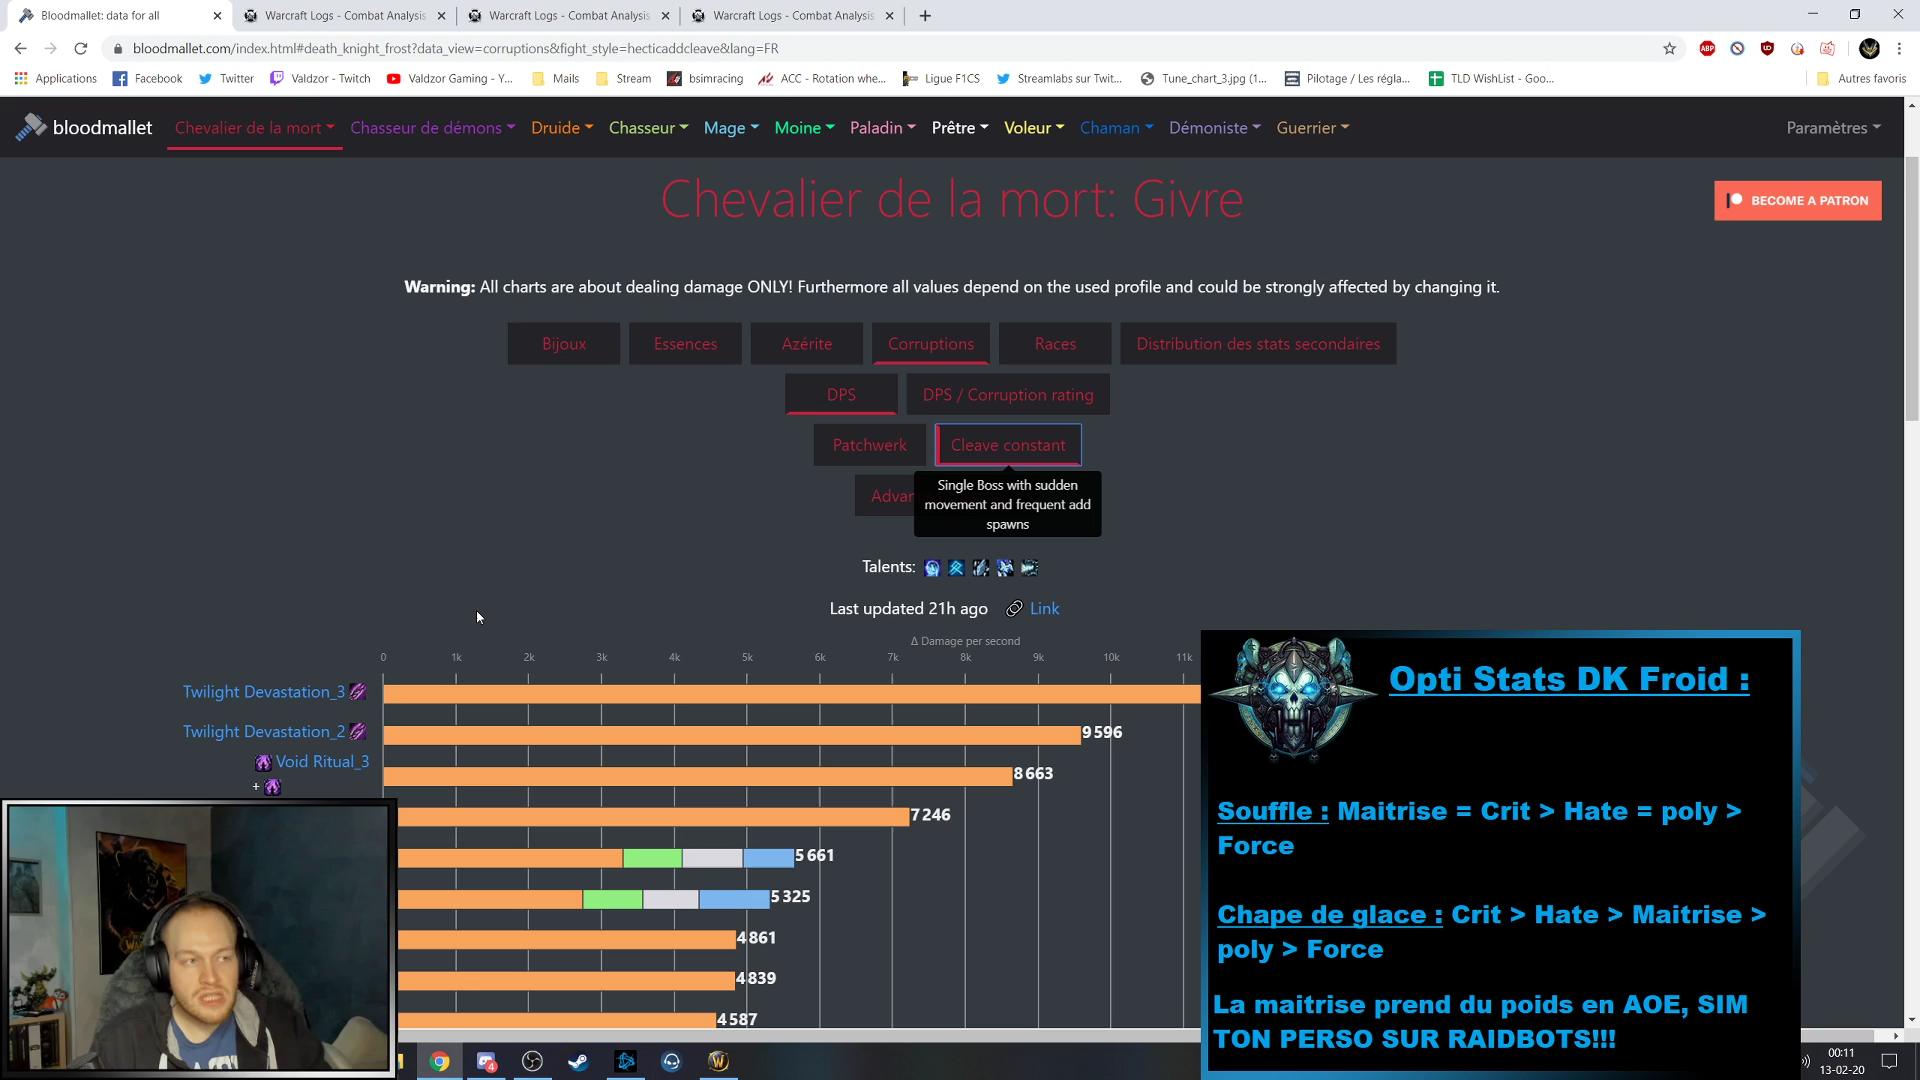 Bloodmallet: data for all
Warcraft Logs - Combat Analysis
Warcraft Logs - Combat Analysis
Warcraft Logs - Combat Analysis
bloodmallet.com/index.html#death_knight_frost?data_view=corruptions&fight_style=hecticaddcleave&lang=FR
Applications
Facebook
Twitter
Valdzor - Twitch
Valdzor Gaming - Y...
Mails
Stream
bsimracing
ACC - Rotation whe...
Ligue F1CS
Streamlabs sur Twit...
Tune_chart_3.jpg (1...
Pilotage / Les régla...
TLD WishList - Goo...
Autres favoris
bloodmallet
Chevalier de la mort
Chasseur de démons
Druide
Chasseur
Mage
Moine
Paladin
Prêtre
Voleur
Chaman
Démoniste
Guerrier
Paramètres
Chevalier de la mort: Givre
BECOME A PATRON
Warning: All charts are about dealing damage ONLY! Furthermore all values depend on the used profile and could be strongly affected by changing it.
Bijoux
Essences
Azérite
Corruptions
Races
Distribution des stats secondaires
DPS
DPS / Corruption rating
Patchwerk
Cleave constant
Advan
Single Boss with sudden
movement and frequent add
spawns
Talents:
Last updated 21h ago
Link
Δ Damage per second
0 1k 2k 3k 4k 5k 6k 7k 8k 9k 10k 11k
Twilight Devastation_3
Twilight Devastation_2
9 596
Void Ritual_3
+
8 663
7 246
5 661
5 325
4 861
4 839
4 587
Opti Stats DK Froid :
Souffle : Maitrise = Crit > Hate = poly >
Force
Chape de glace : Crit > Hate > Maitrise >
poly > Force
La maitrise prend du poids en AOE, SIM
TON PERSO SUR RAIDBOTS!!!
00:11
13-02-20